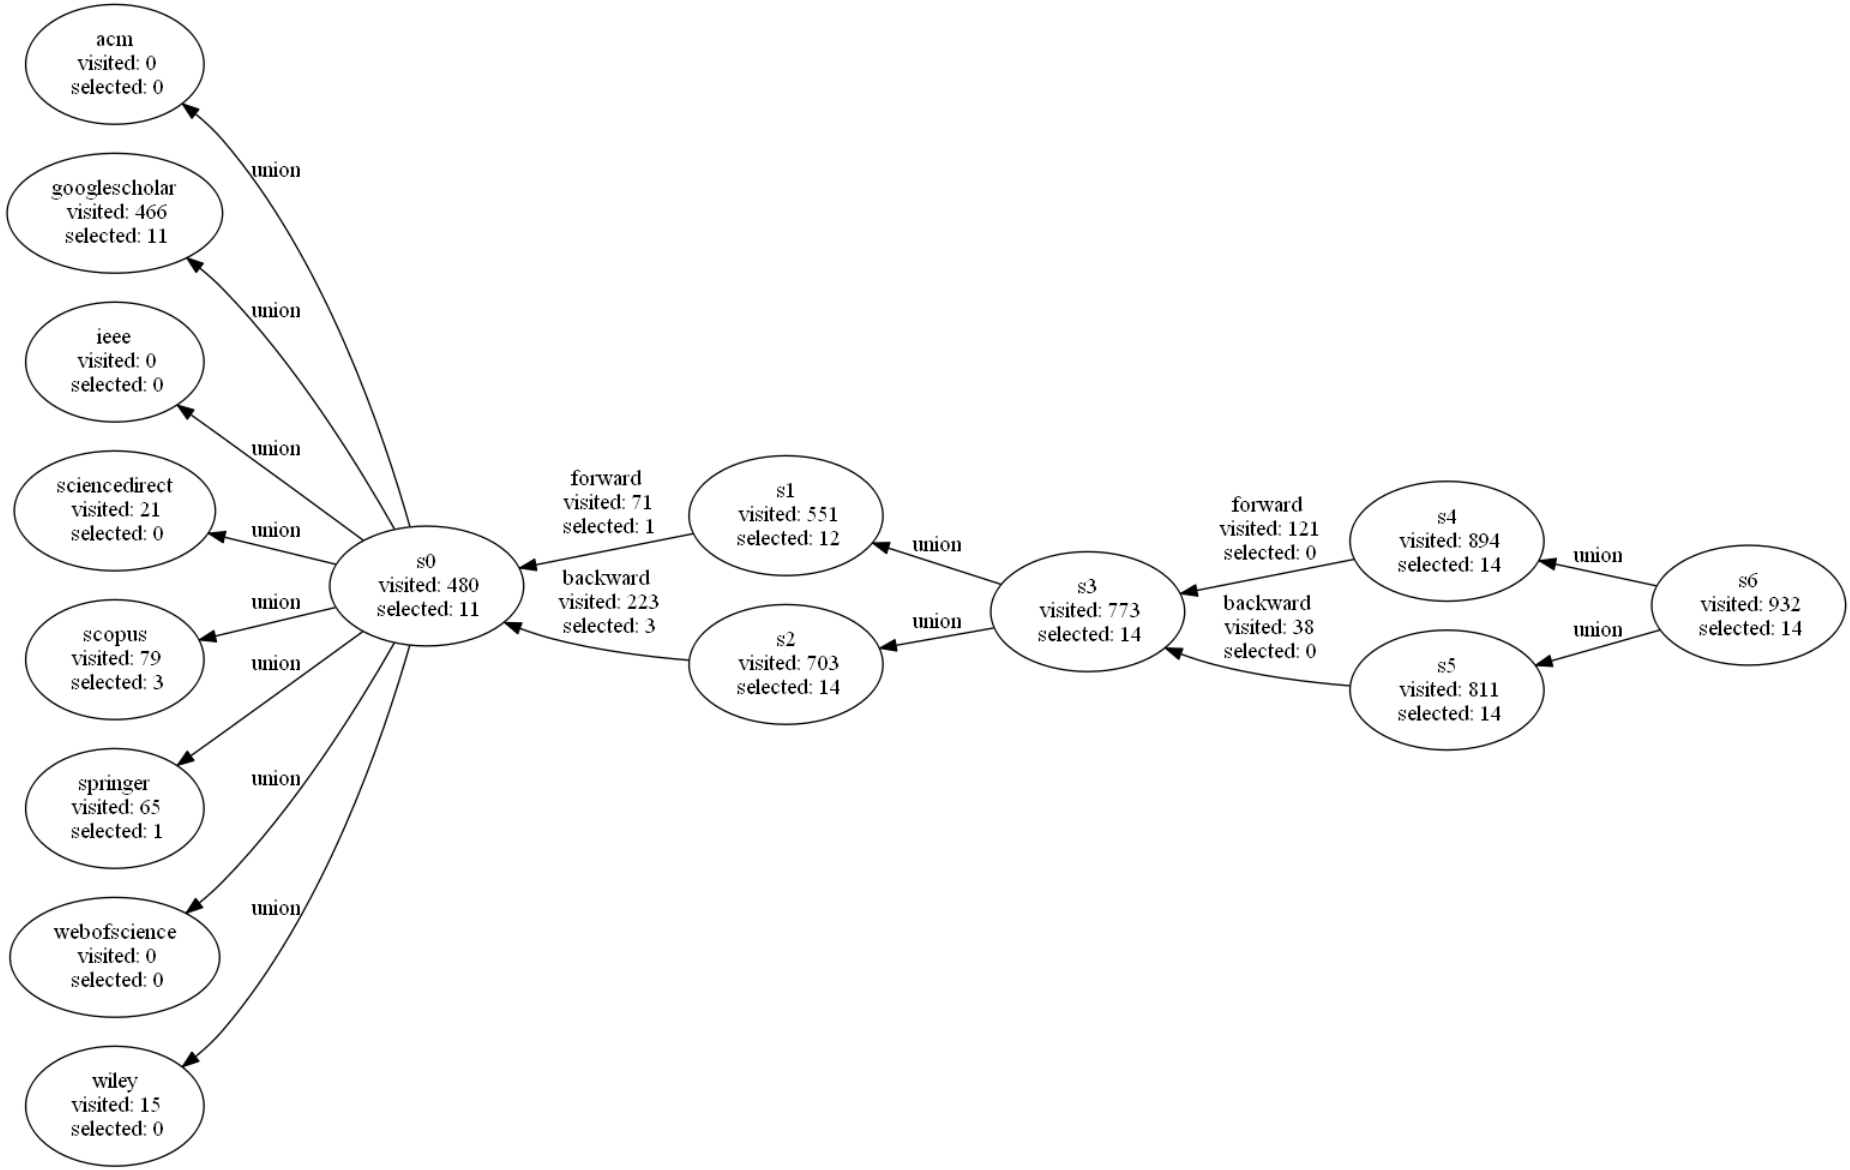 acm
visited: 0
selected: 0
union
googlescholar
visited: 466
selected: 11
union
ieee
visited: 0
selected: 0
union
sciencedirect
visited: 21
selected: 0
union
scopus
visited: 79
selected: 3
union
springer
visited: 65
selected: 1
union
webofscience
visited: 0
selected: 0
union
wiley
visited: 15
selected: 0
union
s0
visited: 480
selected: 11
forward
visited: 71
selected: 1
backward
visited: 223
selected: 3
s1
visited: 551
selected: 12
s2
visited: 703
selected: 14
union
union
s3
visited: 773
selected: 14
forward
visited: 121
selected: 0
backward
visited: 38
selected: 0
s4
visited: 894
selected: 14
s5
visited: 811
selected: 14
union
union
s6
visited: 932
selected: 14